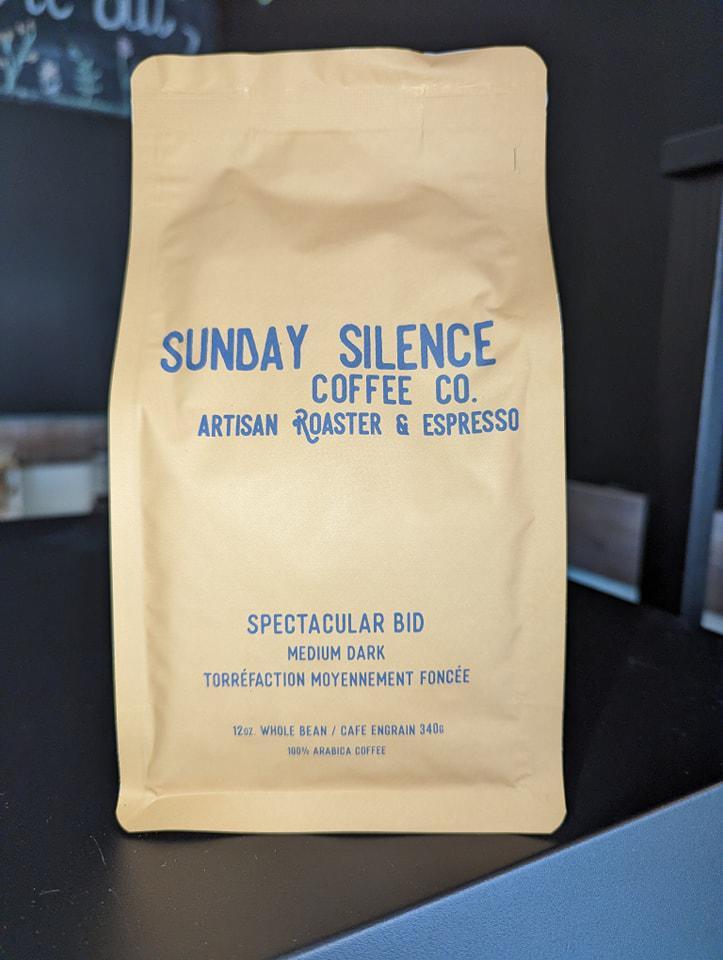 SUNDAY SILENCE
COFFEE CO.
ARTISAN ROASTER & ESPRESSO
SPECTACULAR BID
MEDIUM DARK
TORRÉFACTION MOYENNEMENT FONCÉE
12OZ. WHOLE BEAN / CAFE ENGRAIN 340G
100% ARABICA COFFEE